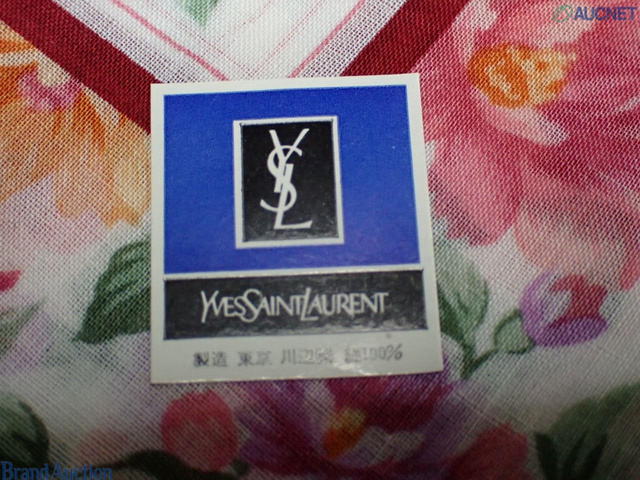 AUCNET
YSL
YVESSAINTLAURENT
製造 東京 川辺㈱ 綿100%
Brand Auction